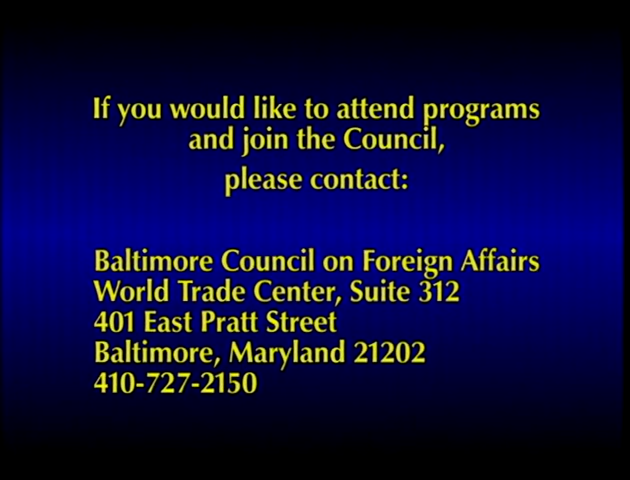 If you would like to attend programs
and join the Council,
please contact:
Baltimore Council on Foreign Affairs
World Trade Center, Suite 312
401 East Pratt Street
Baltimore, Maryland 21202
410-727-2150